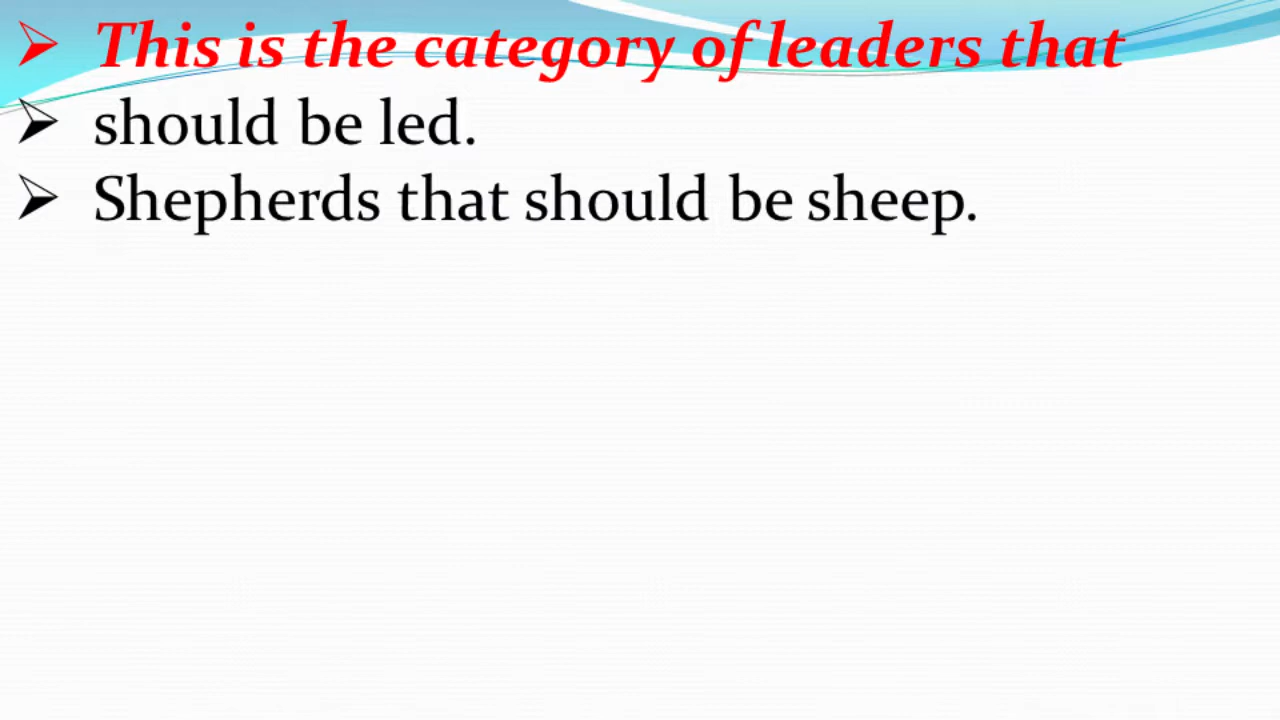 ➢ This is the category of leaders that
➢ should be led.
➢ Shepherds that should be sheep.